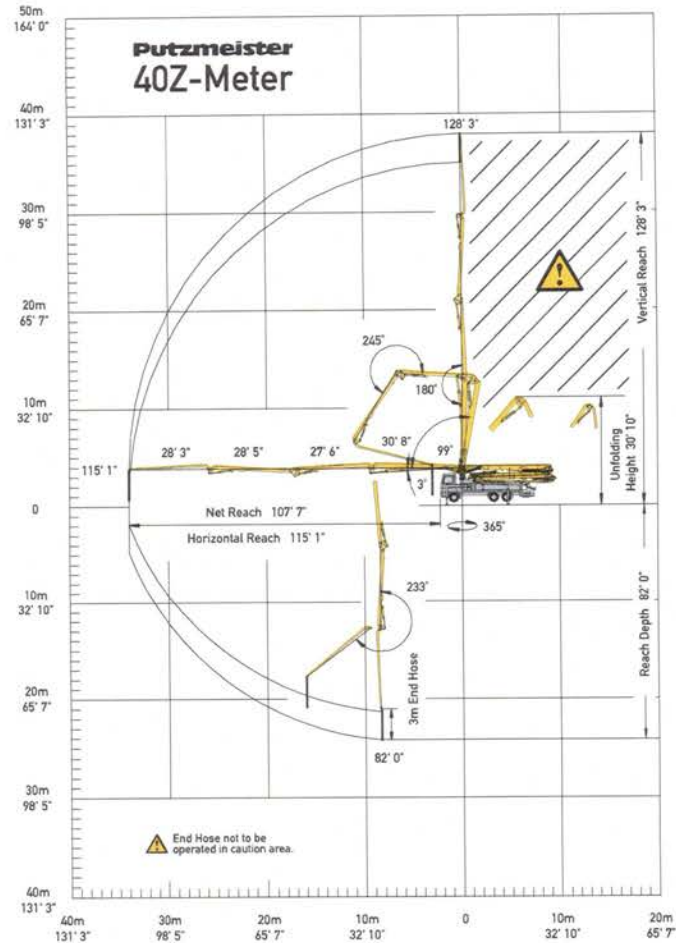 50m
164' 0"
Putzmeister
40Z-Meter
40m
131' 3"
128' 3"
30m
98' 5"
Vertical Reach 128' 3"
20m
65' 7"
245°
180°
10m
32' 10"
Unfolding
Height 30' 10"
28' 3"
28' 5"
27' 6"
30' 8"
99°
115' 1"
3°
0
Net Reach 107' 7"
Horizontal Reach 115' 1"
365°
10m
32' 10"
233°
Reach Depth 82' 0"
3m End Hose
20m
65' 7"
82' 0"
30m
98' 5"
End Hose not to be
operated in caution area.
40m
131' 3"
40m
131' 3"
30m
98' 5"
20m
65' 7"
10m
32' 10"
0
10m
32' 10"
20m
65' 7"